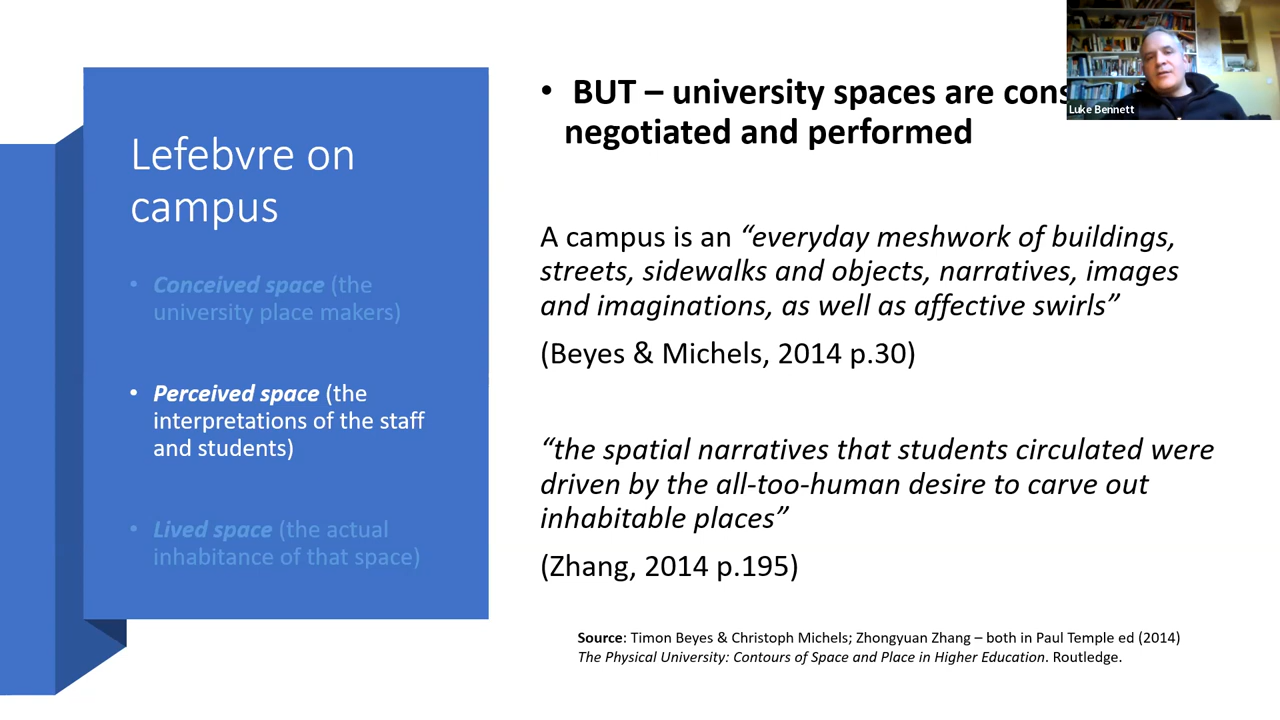 Lefebvre on
campus
• Conceived space (the
university place makers)
• Perceived space (the
interpretations of the staff
and students)
• Lived space (the actual
inhabitance of that space)
• BUT – university spaces are
negotiated and performed
A campus is an “everyday meshwork of buildings,
streets, sidewalks and objects, narratives, images
and imaginations, as well as affective swirls”
(Beyes & Michels, 2014 p.30)
“the spatial narratives that students circulated were
driven by the all-too-human desire to carve out
inhabitable places”
(Zhang, 2014 p.195)
Source: Timon Beyes & Christoph Michels; Zhongyuan Zhang – both in Paul Temple ed (2014)
The Physical University: Contours of Space and Place in Higher Education. Routledge.
Luke Bennett